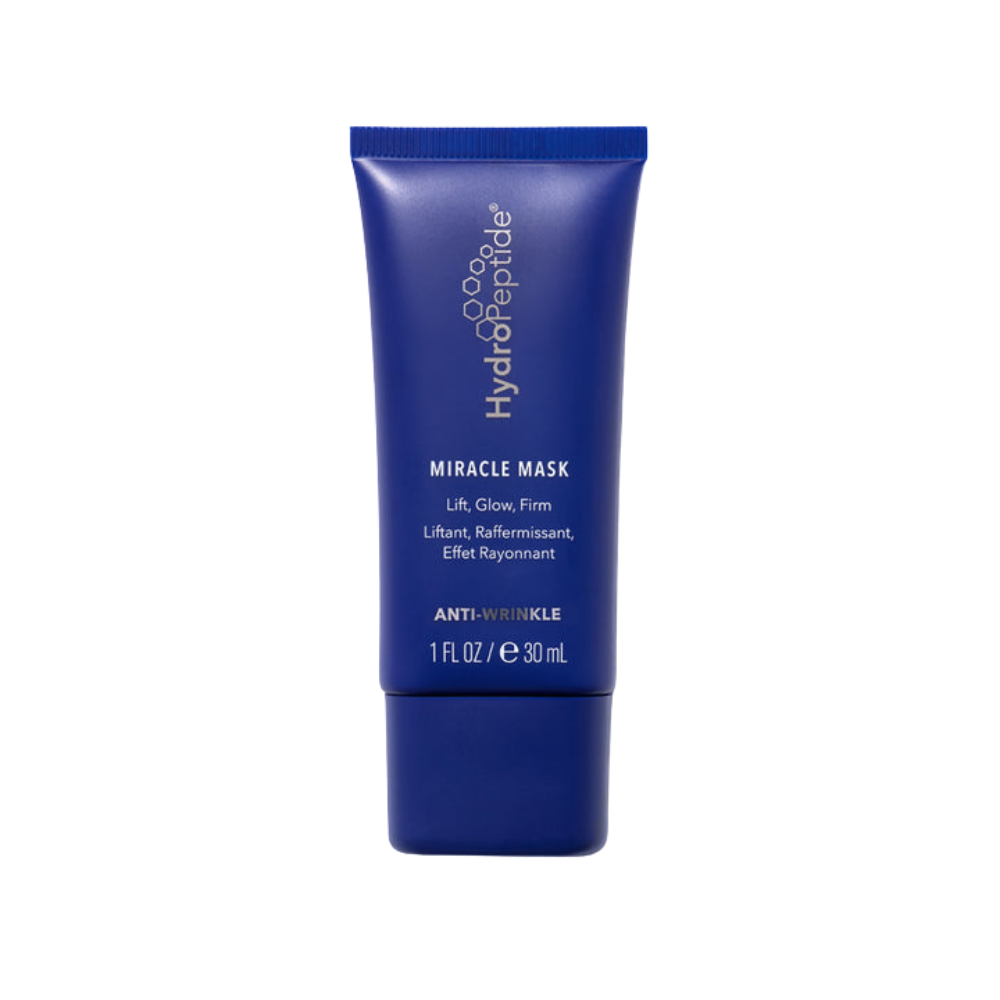 HydroPeptide®
MIRACLE MASK
Lift, Glow, Firm
Liftant, Raffermissant,
Effet Rayonnant
ANTI-WRINKLE
1 FL OZ / ℮ 30 mL